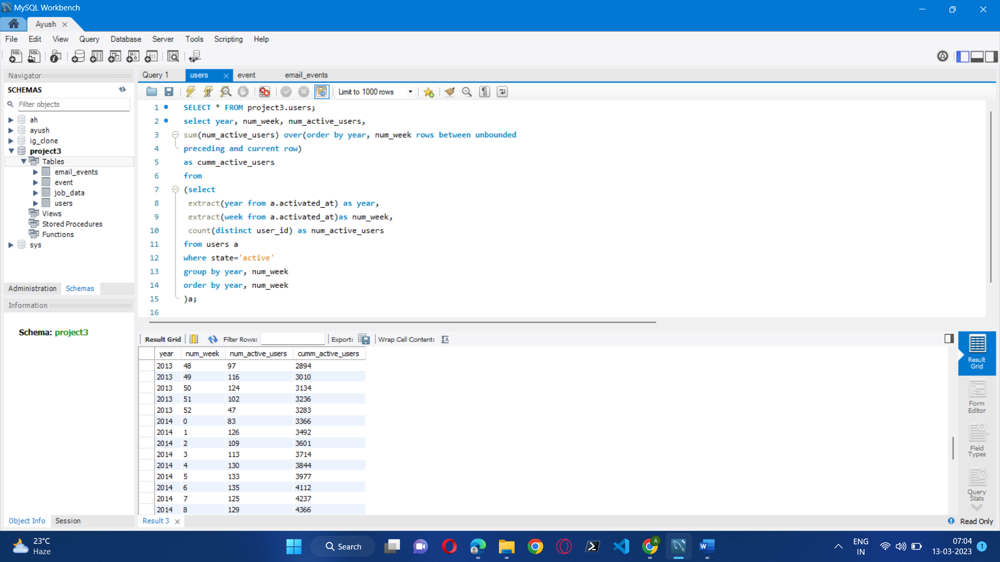 MySQL Workbench
Ayush
File Edit View Query Database Server Tools Scripting Help
Navigator
SCHEMAS
Filter objects
ah
ayush
ig_clone
project3
Tables
email_events
event
job_data
users
Views
Stored Procedures
Functions
sys
Administration Schemas
Information
Schema: project3
Object Info Session
Query 1 users event email_events
Limit to 1000 rows
1 SELECT * FROM project3.users;
2 select year, num_week, num_active_users,
3 sum(num_active_users) over(order by year, num_week rows between unbounded
4 preceding and current row)
5 as cumm_active_users
6 from
7 (select
8 extract(year from a.activated_at) as year,
9 extract(week from a.activated_at)as num_week,
10 count(distinct user_id) as num_active_users
11 from users a
12 where state='active'
13 group by year, num_week
14 order by year, num_week
15 )a;
16
Result Grid Filter Rows: Export: Wrap Cell Content:
year num_week num_active_users cumm_active_users
2013 48 97 2894
2013 49 116 3010
2013 50 124 3134
2013 51 102 3236
2013 52 47 3283
2014 0 83 3366
2014 1 126 3492
2014 2 109 3601
2014 3 113 3714
2014 4 130 3844
2014 5 133 3977
2014 6 135 4112
2014 7 125 4237
2014 8 129 4366
Result
Grid
Form
Editor
Field
Types
Query
Stats
Result 3
Read Only
23°C
Haze
Search
ENG
IN
07:04
13-03-2023
1